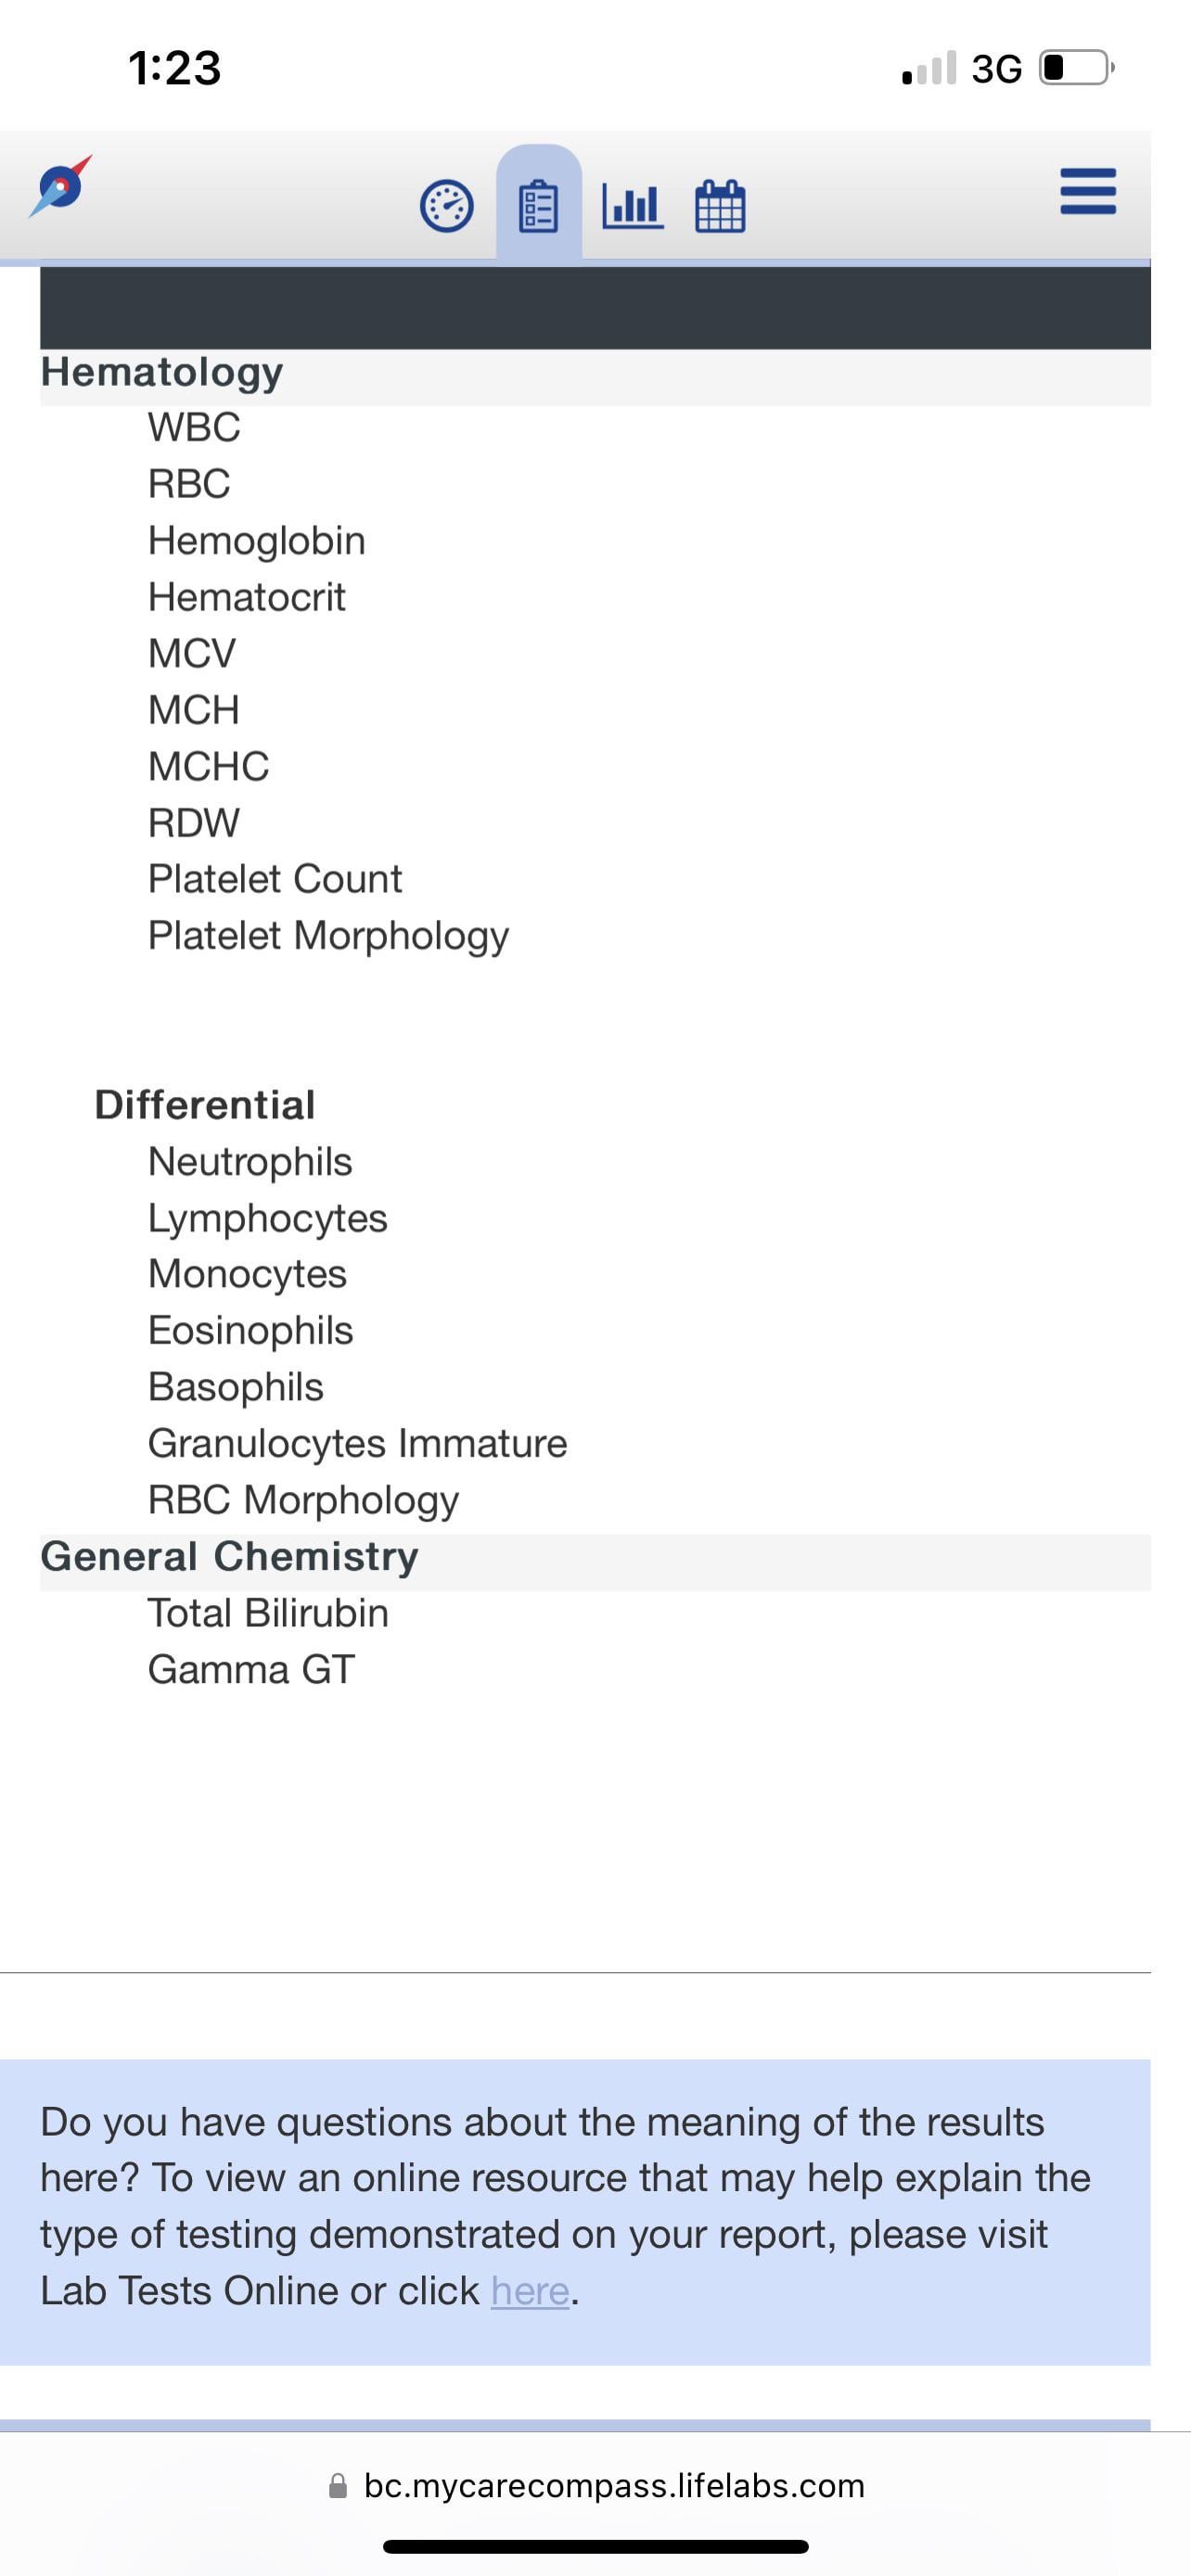 1:23
3G
Hematology
WBC
RBC
Hemoglobin
Hematocrit
MCV
MCH
MCHC
RDW
Platelet Count
Platelet Morphology
Differential
Neutrophils
Lymphocytes
Monocytes
Eosinophils
Basophils
Granulocytes Immature
RBC Morphology
General Chemistry
Total Bilirubin
Gamma GT
Do you have questions about the meaning of the results
here? To view an online resource that may help explain the
type of testing demonstrated on your report, please visit
Lab Tests Online or click here.
bc.mycarecompass.lifelabs.com